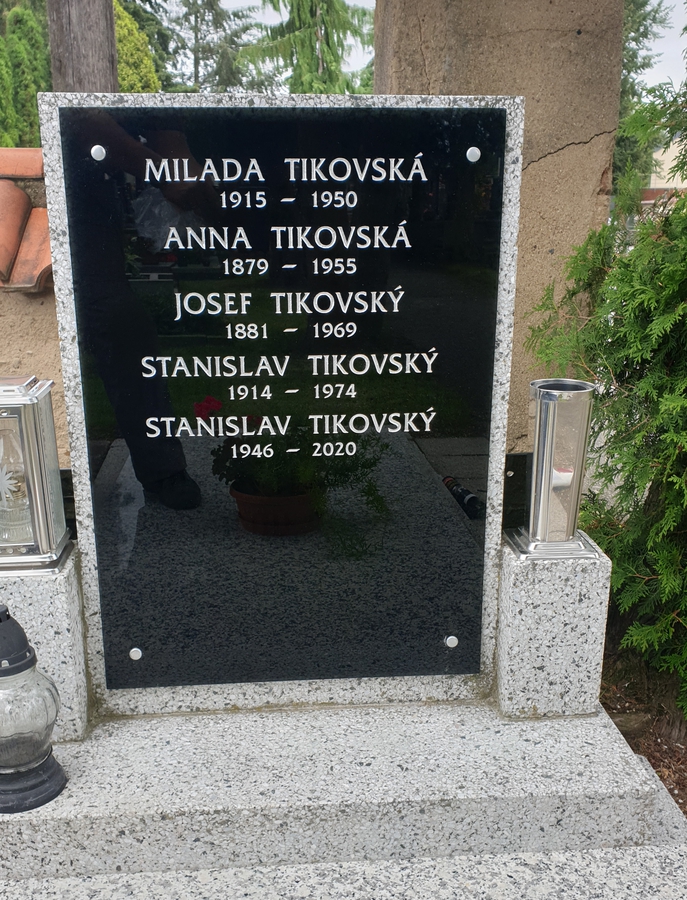 MILADA TIKOVSKÁ
1915 – 1950
ANNA TIKOVSKÁ
1879 – 1955
JOSEF TIKOVSKÝ
1881 – 1969
STANISLAV TIKOVSKÝ
1914 – 1974
STANISLAV TIKOVSKÝ
1946 – 2020